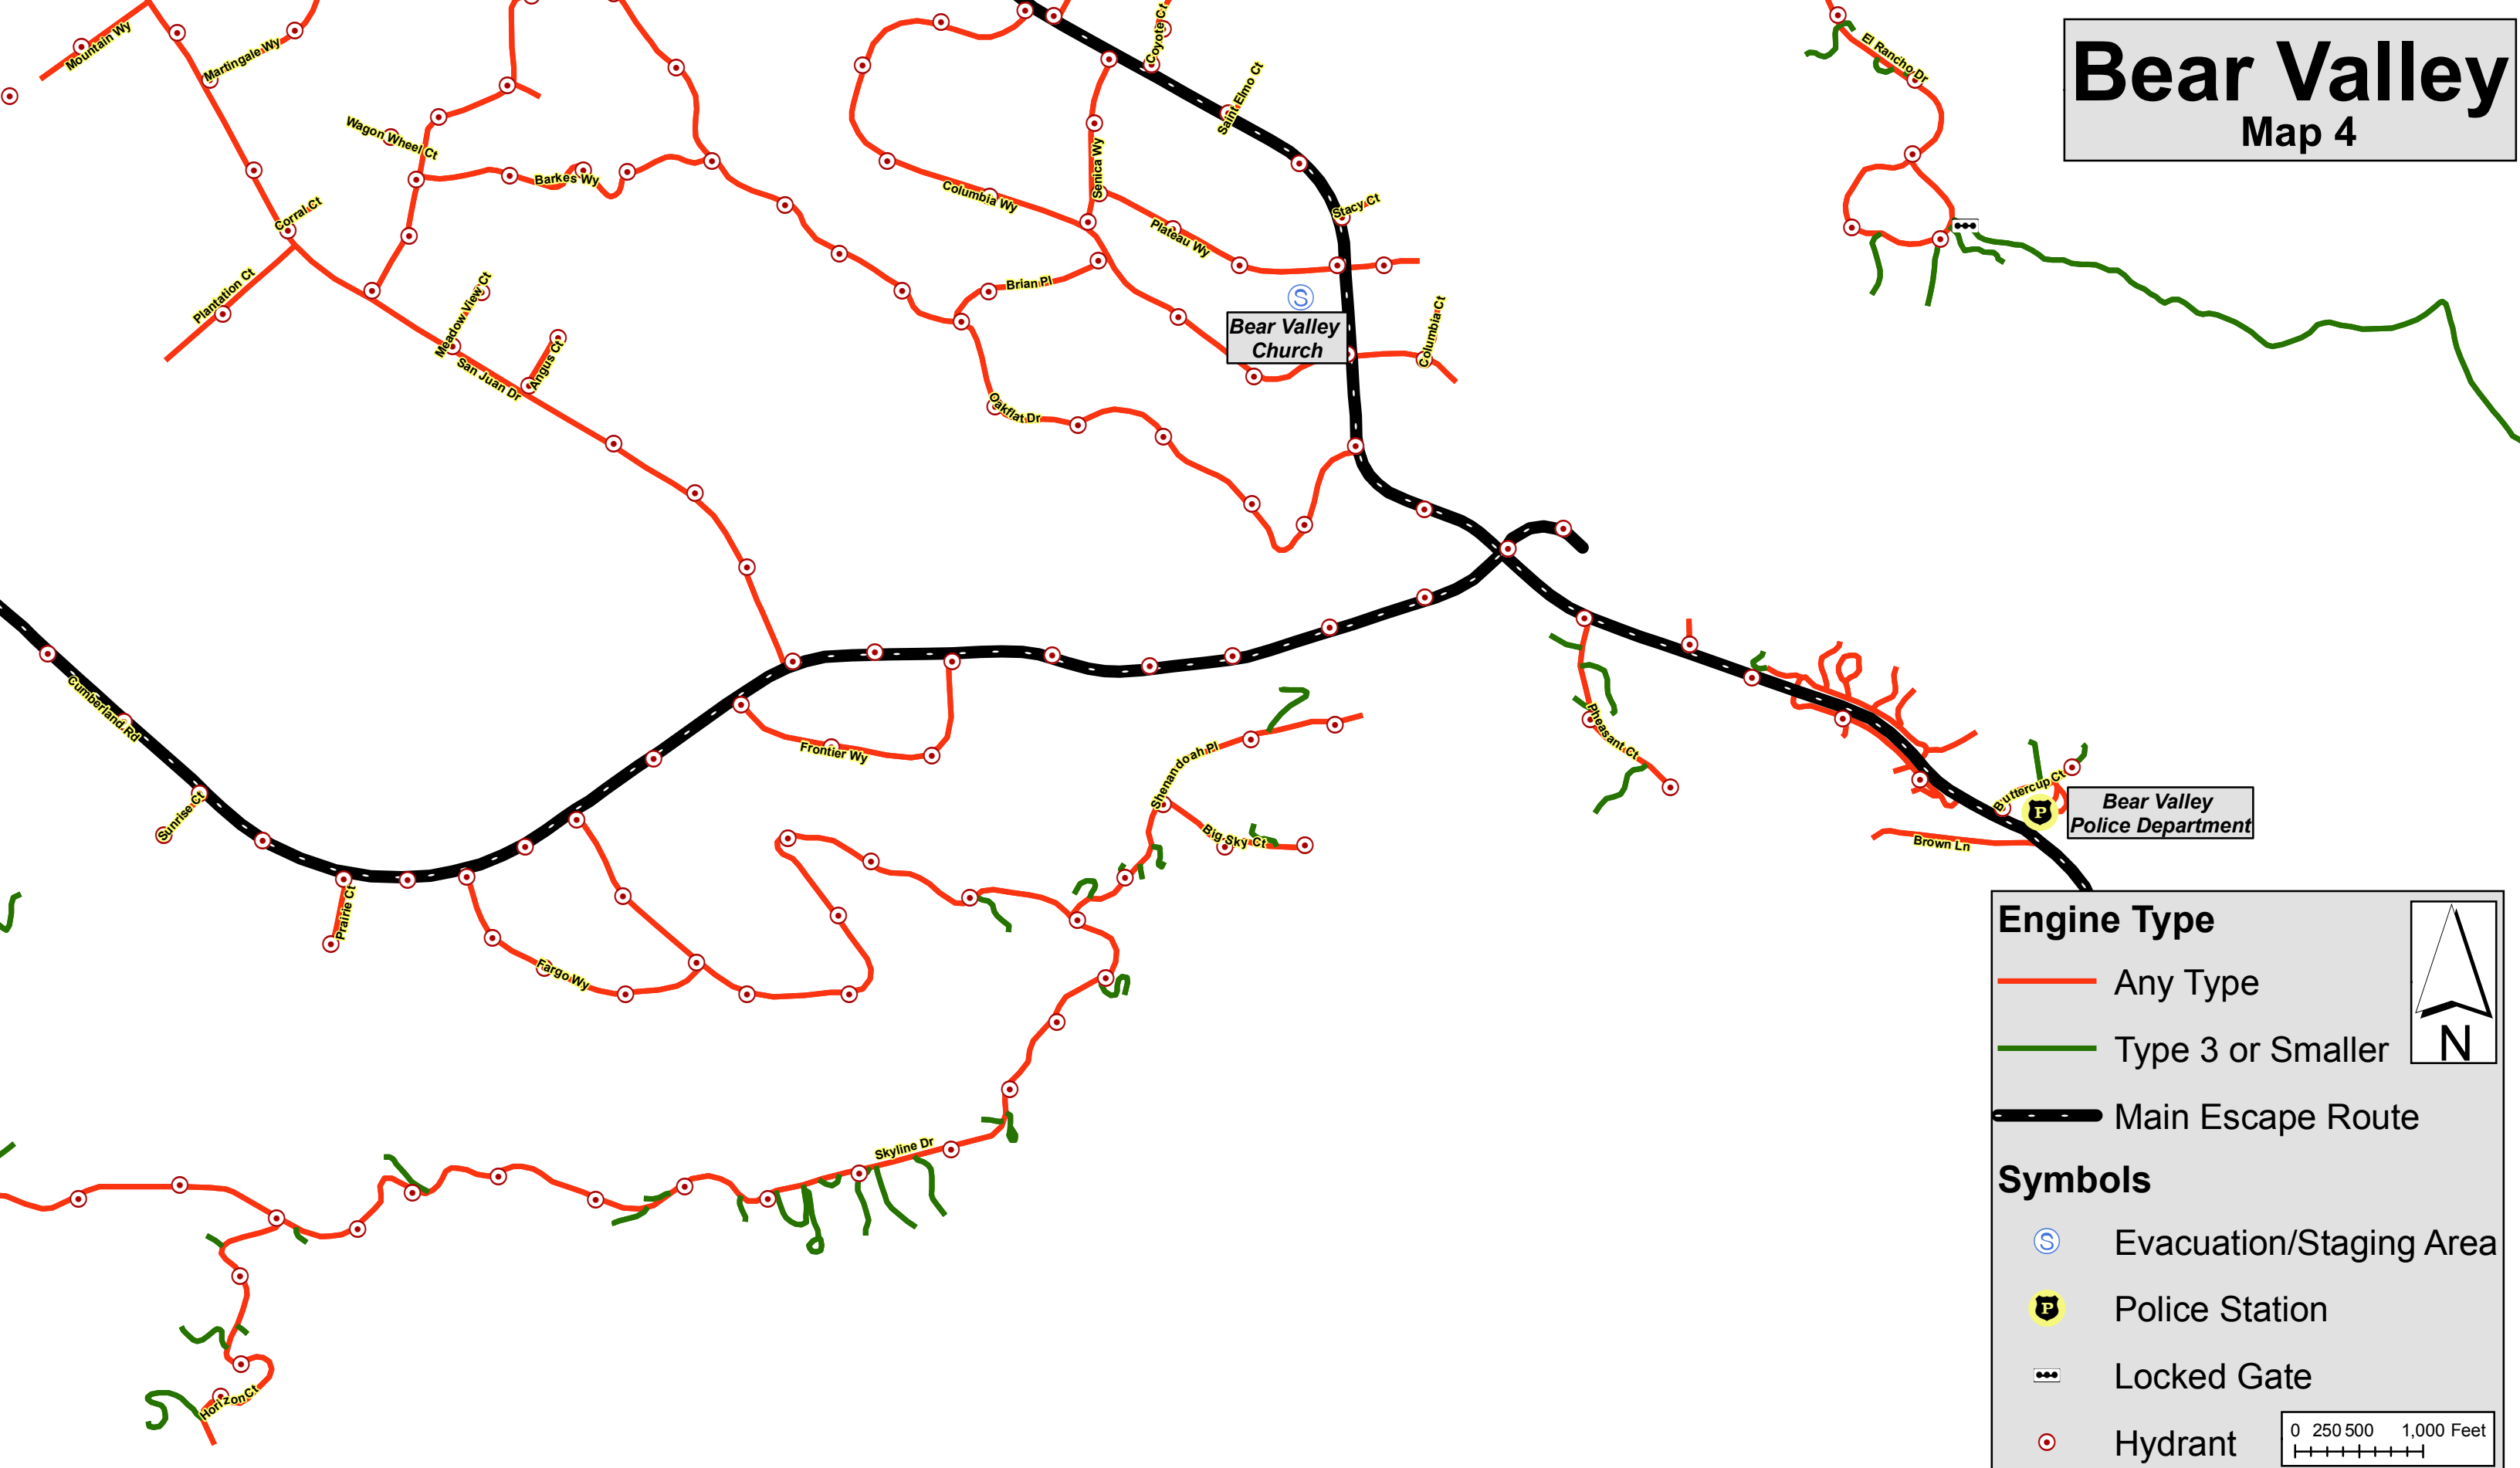 Bear Valley
Map 4
Mountain Wy
Martingale Wy
Coyote Ct
El Rancho Dr
Saint Elmo Ct
Wagon Wheel Ct
Barkes Wy
Senica Wy
Columbia Wy
Stacy Ct
Corral Ct
Plateau Wy
Plantation Ct
Meadow View Ct
Brian Pl
S
Bear Valley
Church
Columbia Ct
Angus Ct
San Juan Dr
Oakflat Dr
Cumberland Rd
Frontier Wy
Shenandoah Pl
Pheasant Ct
Buttercup Ct
P
Bear Valley
Police Department
Sunrise Ct
Big Sky Ct
Brown Ln
Prairie Ct
Fargo Wy
Skyline Dr
Horizon Ct
Engine Type
Any Type
Type 3 or Smaller
N
Main Escape Route
Symbols
S
Evacuation/Staging Area
P
Police Station
Locked Gate
Hydrant
0 250 500 1,000 Feet